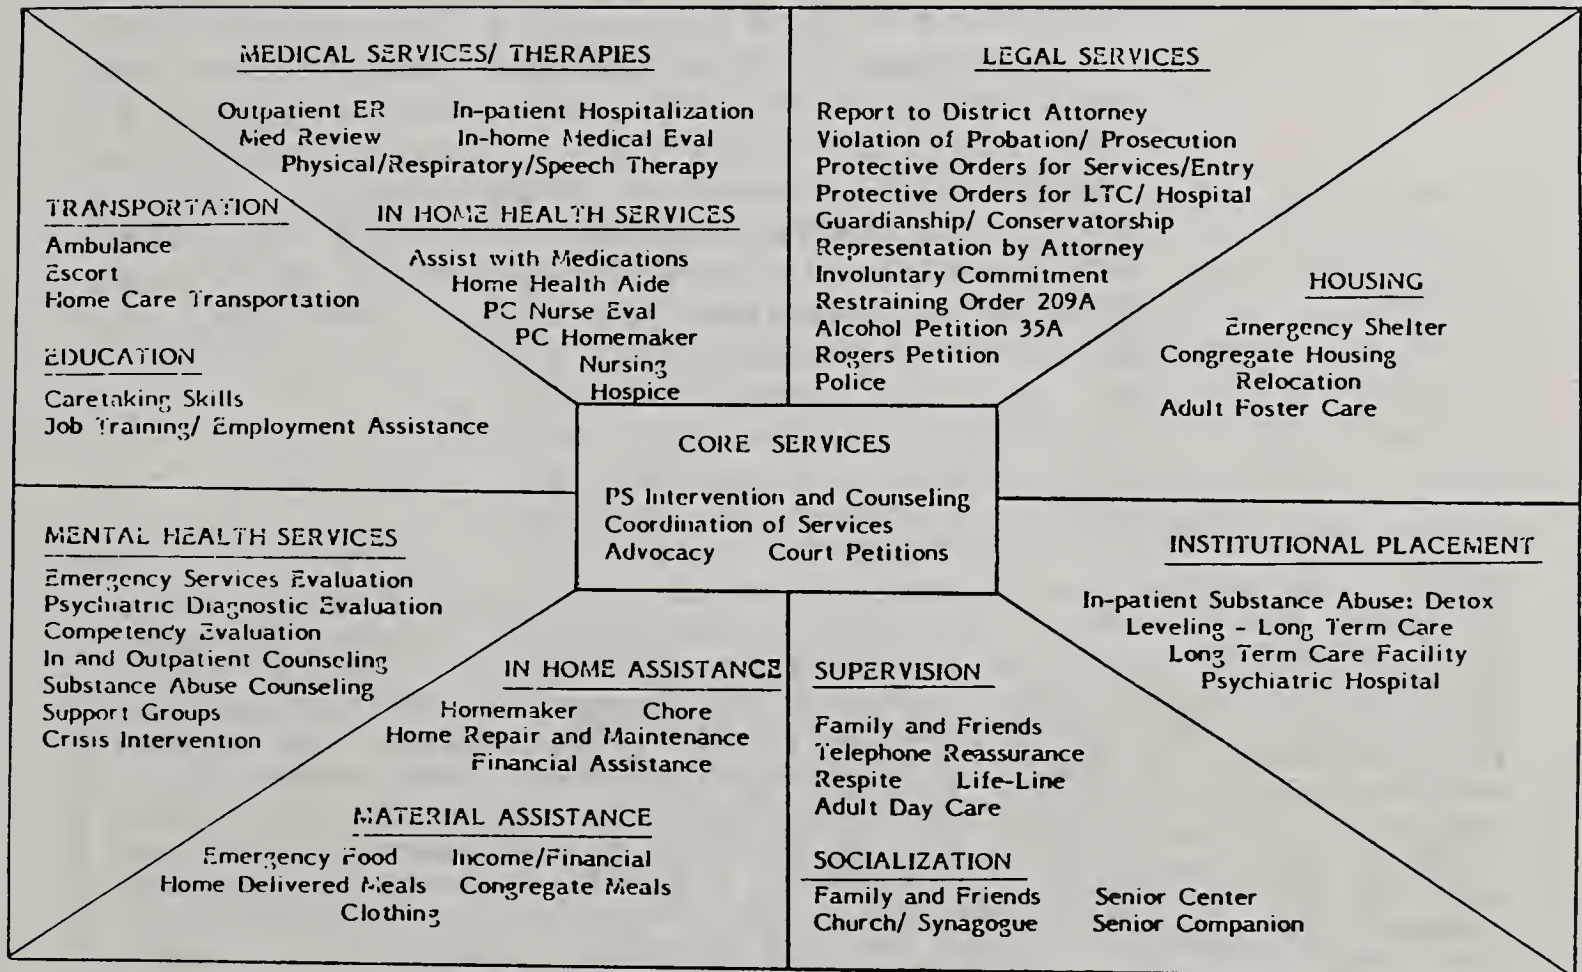 MEDICAL SERVICES/ THERAPIES
Outpatient ER In-patient Hospitalization
Med Review In-home Medical Eval
Physical/Respiratory/Speech Therapy
IN HOME HEALTH SERVICES
Assist with Medications
Home Health Aide
PC Nurse Eval
PC Homemaker
Nursing
Hospice
LEGAL SERVICES
Report to District Attorney
Violation of Probation/ Prosecution
Protective Orders for Services/Entry
Protective Orders for LTC/ Hospital
Guardianship/ Conservatorship
Representation by Attorney
Involuntary Commitment
Restraining Order 209A
Alcohol Petition 35A
Rogers Petition
Police
TRANSPORTATION
Ambulance
Escort
Home Care Transportation
EDUCATION
Caretaking Skills
Job Training/ Employment Assistance
HOUSING
Emergency Shelter
Congregate Housing
Relocation
Adult Foster Care
CORE SERVICES
PS Intervention and Counseling
Coordination of Services
Advocacy Court Petitions
MENTAL HEALTH SERVICES
Emergency Services Evaluation
Psychiatric Diagnostic Evaluation
Competency Evaluation
In and Outpatient Counseling
Substance Abuse Counseling
Support Groups
Crisis Intervention
IN HOME ASSISTANCE
Homemaker Chore
Home Repair and Maintenance
Financial Assistance
MATERIAL ASSISTANCE
Emergency Food Income/Financial
Home Delivered Meals Congregate Meals
Clothing
SUPERVISION
Family and Friends
Telephone Reassurance
Respite Life-Line
Adult Day Care
SOCIALIZATION
Family and Friends Senior Center
Church/ Synagogue Senior Companion
INSTITUTIONAL PLACEMENT
In-patient Substance Abuse: Detox
Leveling - Long Term Care
Long Term Care Facility
Psychiatric Hospital